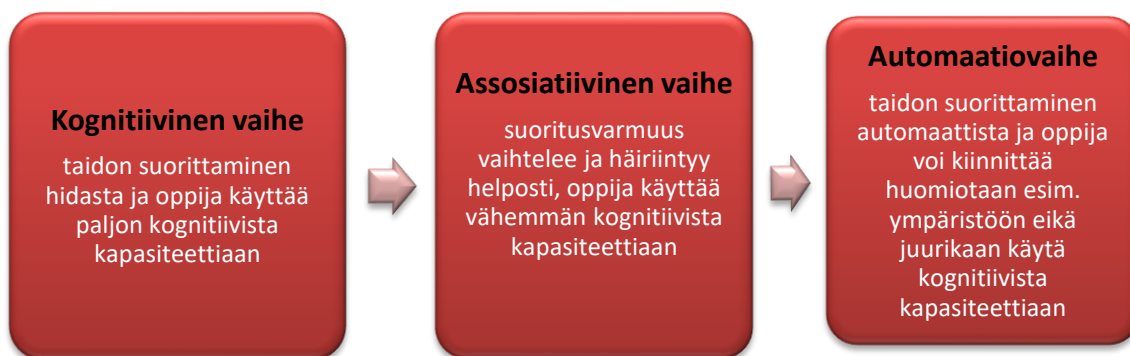 Kognitiivinen vaihe
taidon suorittaminen
hidasta ja oppija käyttää
paljon kognitiivista
kapasiteettiaan
Assosiatiivinen vaihe
suoritusvarmuus
vaihtelee ja häiriintyy
helposti, oppija käyttää
vähemmän kognitiivista
kapasiteettiaan
Automaatiovaihe
taidon suorittaminen
automaattista ja oppija
voi kiinnittää
huomiotaan esim.
ympäristöön eikä
juurikaan käytä
kognitiivista
kapasiteettiaan